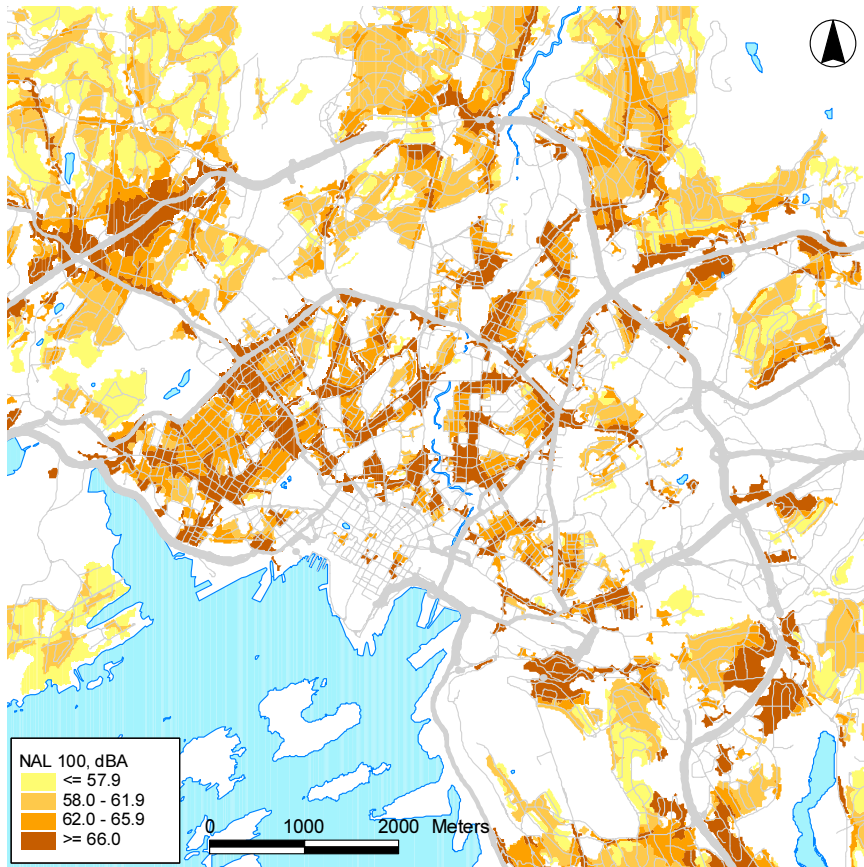 NAL 100, dBA
<= 57.9
58.0 - 61.9
62.0 - 65.9
>= 66.0
0 1000 2000 Meters